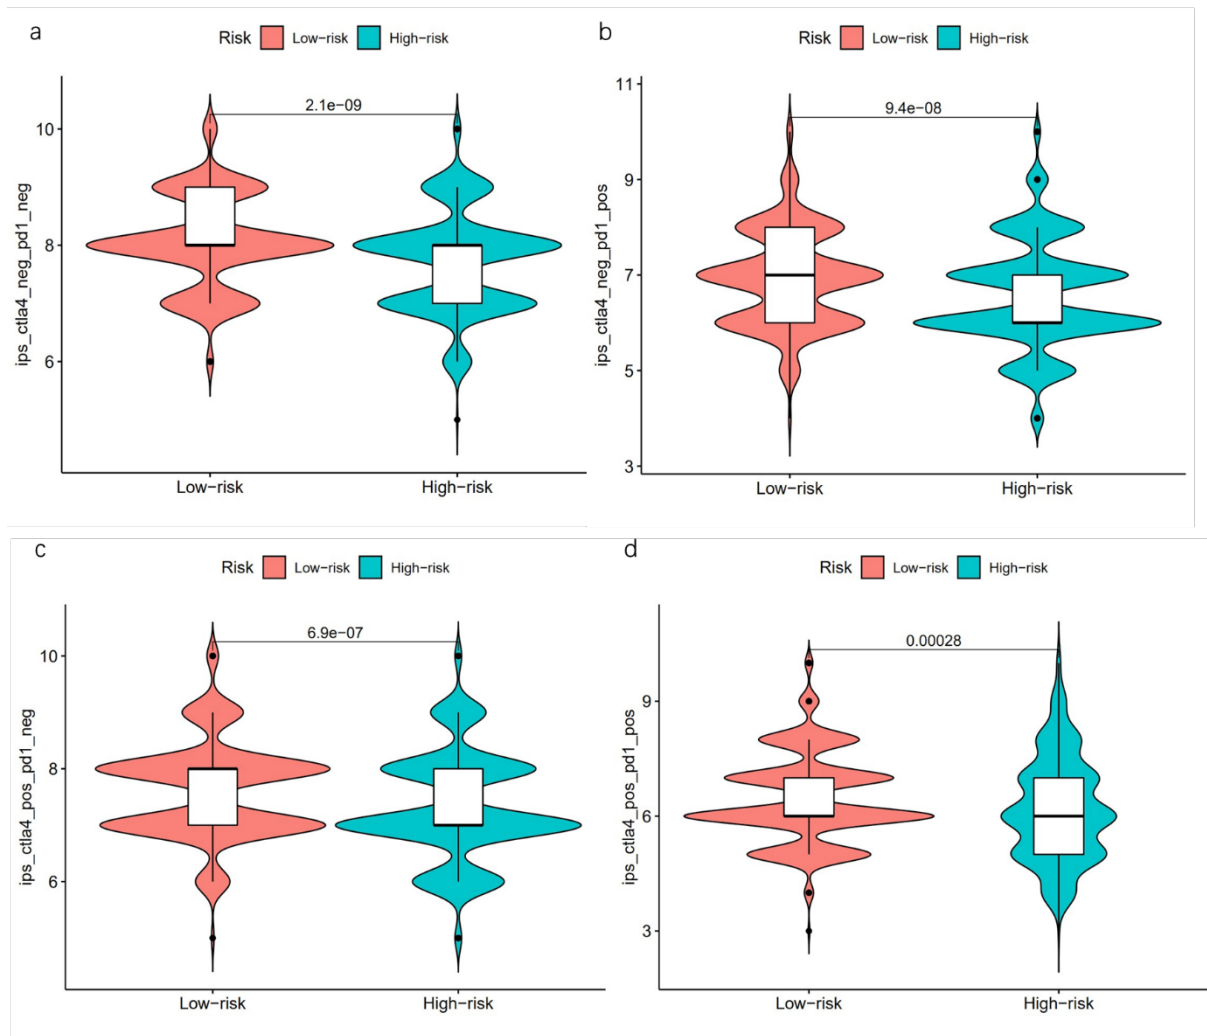 a
Risk Low-risk High-risk
ips_ctla4_neg_pd1_neg
10
8
6
2.1e-09
Low-risk High-risk
b
Risk Low-risk High-risk
ips_ctla4_neg_pd1_pos
11
9
7
5
3
9.4e-08
Low-risk High-risk
c
Risk Low-risk High-risk
ips_ctla4_pos_pd1_neg
10
8
6
6.9e-07
Low-risk High-risk
d
Risk Low-risk High-risk
ips_ctla4_pos_pd1_pos
9
6
3
0.00028
Low-risk High-risk